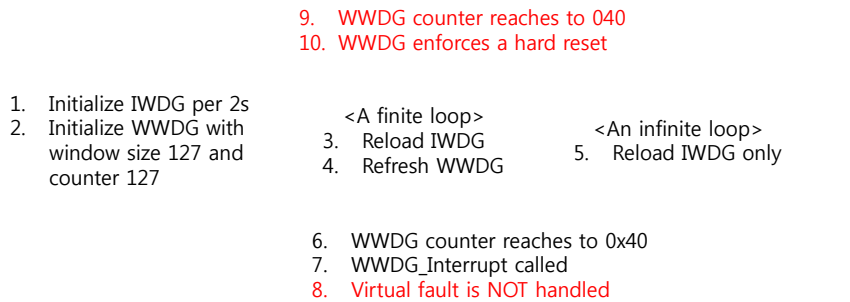 9. WWDG counter reaches to 040
10. WWDG enforces a hard reset
1. Initialize IWDG per 2s
2. Initialize WWDG with
window size 127 and
counter 127
<A finite loop>
3. Reload IWDG
4. Refresh WWDG
<An infinite loop>
5. Reload IWDG only
6. WWDG counter reaches to 0x40
7. WWDG_Interrupt called
8. Virtual fault is NOT handled